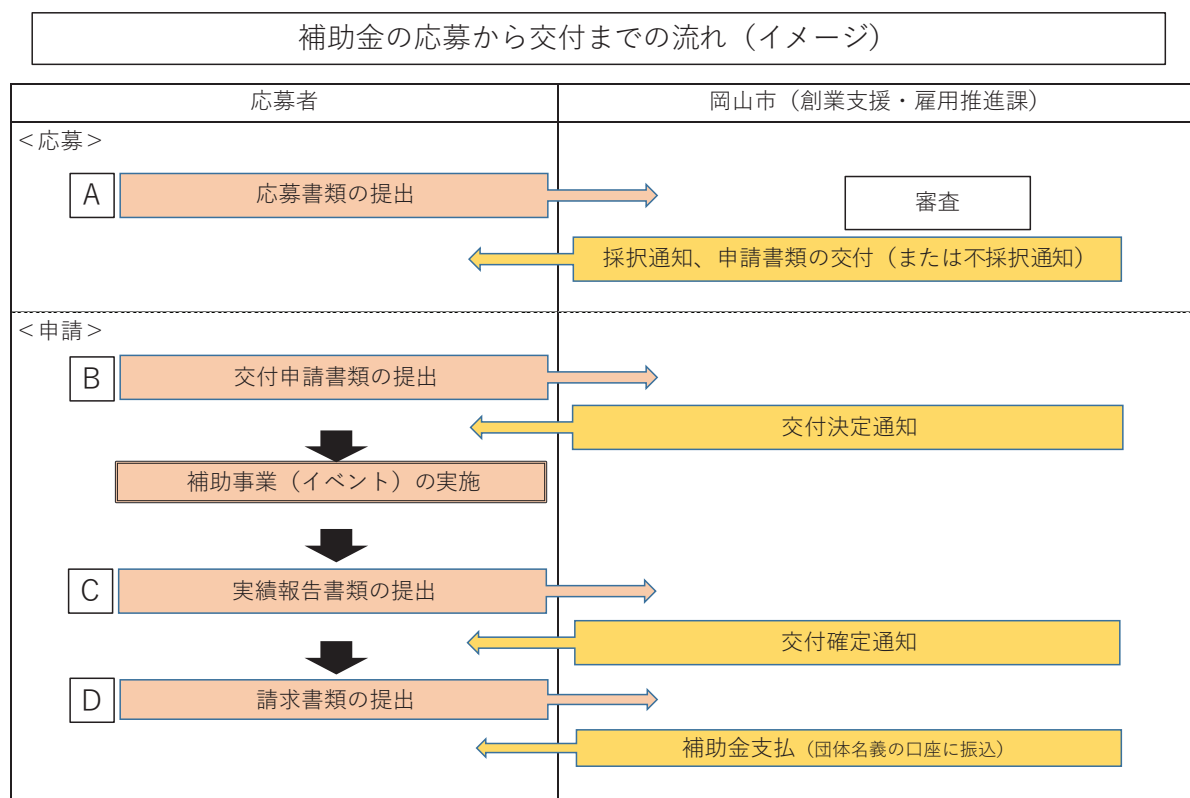 補助金の応募から交付までの流れ（イメージ）
応募者
岡山市（創業支援・雇用推進課）
＜応募＞
A
応募書類の提出
審査
採択通知、申請書類の交付（または不採択通知）
＜申請＞
B
交付申請書類の提出
交付決定通知
補助事業（イベント）の実施
C
実績報告書類の提出
交付確定通知
D
請求書類の提出
補助金支払（団体名義の口座に振込）